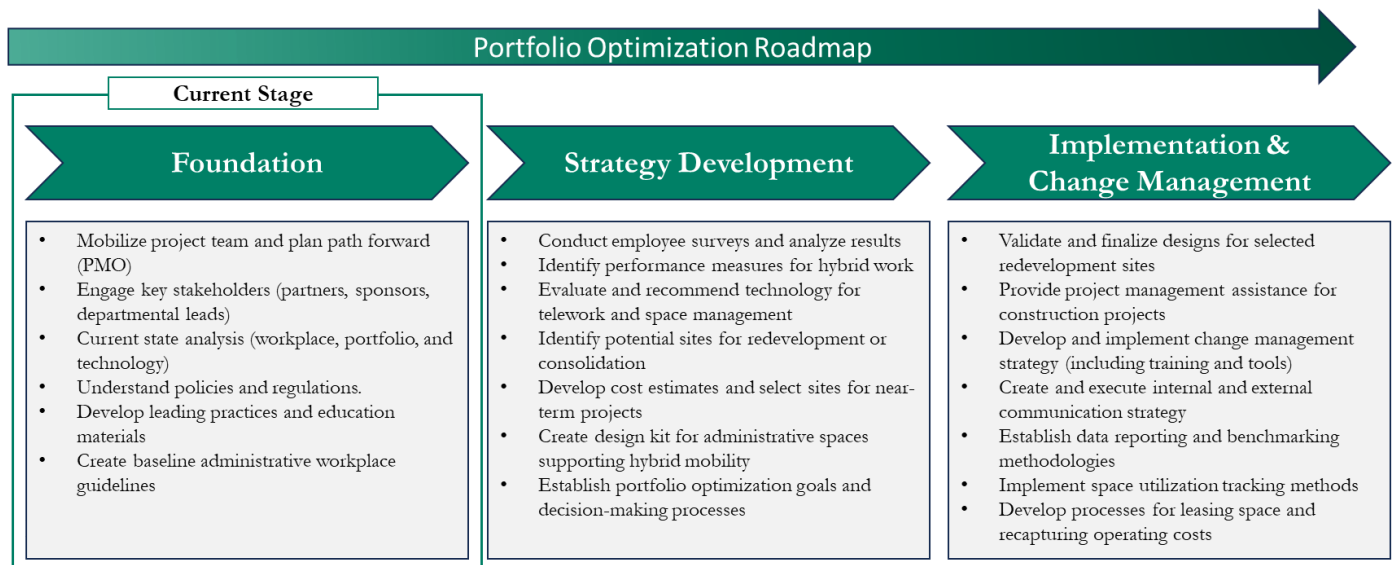 Portfolio Optimization Roadmap
Current Stage
Foundation
• Mobilize project team and plan path forward
(PMO)
• Engage key stakeholders (partners, sponsors,
departmental leads)
• Current state analysis (workplace, portfolio, and
technology)
• Understand policies and regulations.
• Develop leading practices and education
materials
• Create baseline administrative workplace
guidelines
Strategy Development
• Conduct employee surveys and analyze results
• Identify performance measures for hybrid work
• Evaluate and recommend technology for
telework and space management
• Identify potential sites for redevelopment or
consolidation
• Develop cost estimates and select sites for near-
term projects
• Create design kit for administrative spaces
supporting hybrid mobility
• Establish portfolio optimization goals and
decision-making processes
Implementation &
Change Management
• Validate and finalize designs for selected
redevelopment sites
• Provide project management assistance for
construction projects
• Develop and implement change management
strategy (including training and tools)
• Create and execute internal and external
communication strategy
• Establish data reporting and benchmarking
methodologies
• Implement space utilization tracking methods
• Develop processes for leasing space and
recapturing operating costs